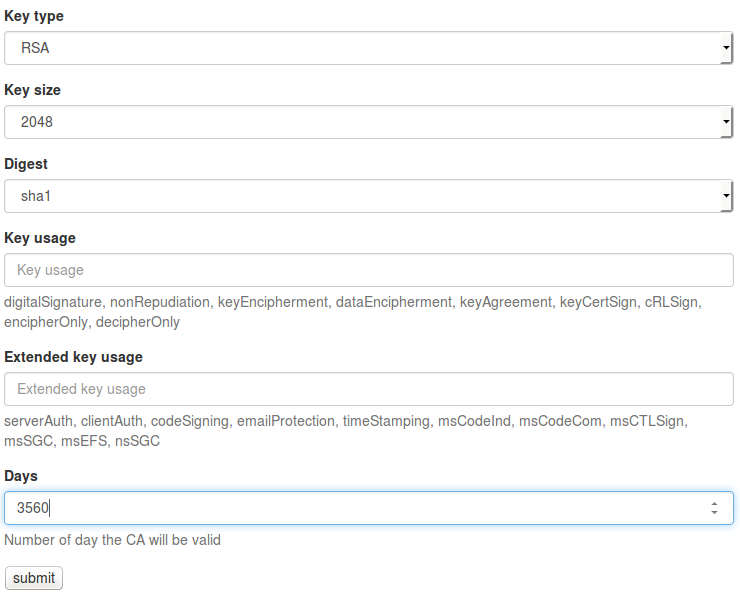 Key type
RSA
Key size
2048
Digest
sha1
Key usage
Key usage
digitalSignature, nonRepudiation, keyEncipherment, dataEncipherment, keyAgreement, keyCertSign, cRLSign,
encipherOnly, decipherOnly
Extended key usage
Extended key usage
serverAuth, clientAuth, codeSigning, emailProtection, timeStamping, msCodeInd, msCodeCom, msCTLSign,
msSGC, msEFS, nsSGC
Days
3560
Number of day the CA will be valid
submit